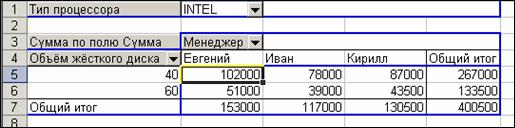 1 Тип процессора INTEL
2
3 Сумма по полю Сумма Менеджер
4 Объём жёсткого диска Евгений Иван Кирилл Общий итог
5 40 102000 78000 87000 267000
6 60 51000 39000 43500 133500
7 Общий итог 153000 117000 130500 400500
8